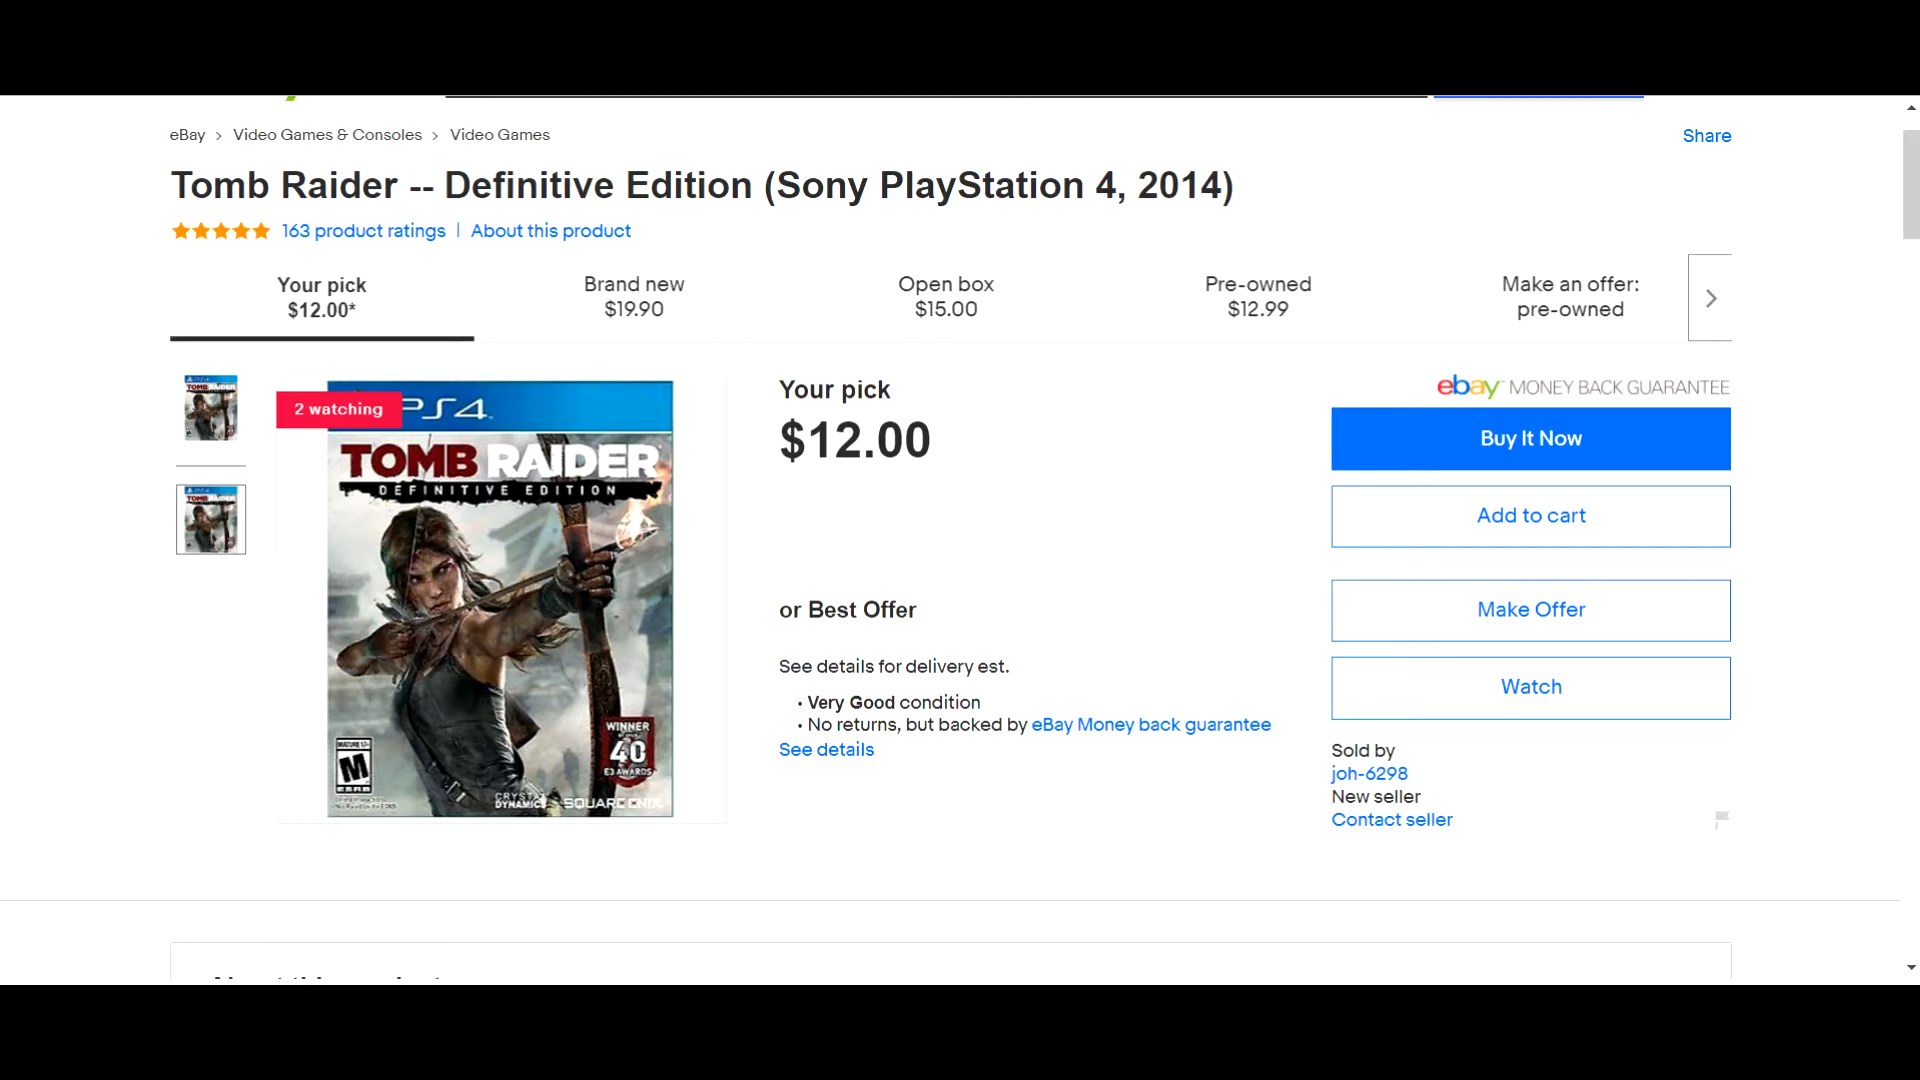 eBay > Video Games & Consoles > Video Games
Share
Tomb Raider -- Definitive Edition (Sony PlayStation 4, 2014)
163 product ratings | About this product
Your pick
$12.00*
Brand new
$19.90
Open box
$15.00
Pre-owned
$12.99
Make an offer:
pre-owned
2 watching
PS4
TOMB RAIDER
DEFINITIVE EDITION
WINNER
40
E3 AWARDS
MATURE 17+
M
ESRB
CRYSTAL
DYNAMICS
SQUARE ENIX
Your pick
$12.00
or Best Offer
See details for delivery est.
• Very Good condition
• No returns, but backed by eBay Money back guarantee
See details
ebay MONEY BACK GUARANTEE
Buy It Now
Add to cart
Make Offer
Watch
Sold by
joh-6298
New seller
Contact seller